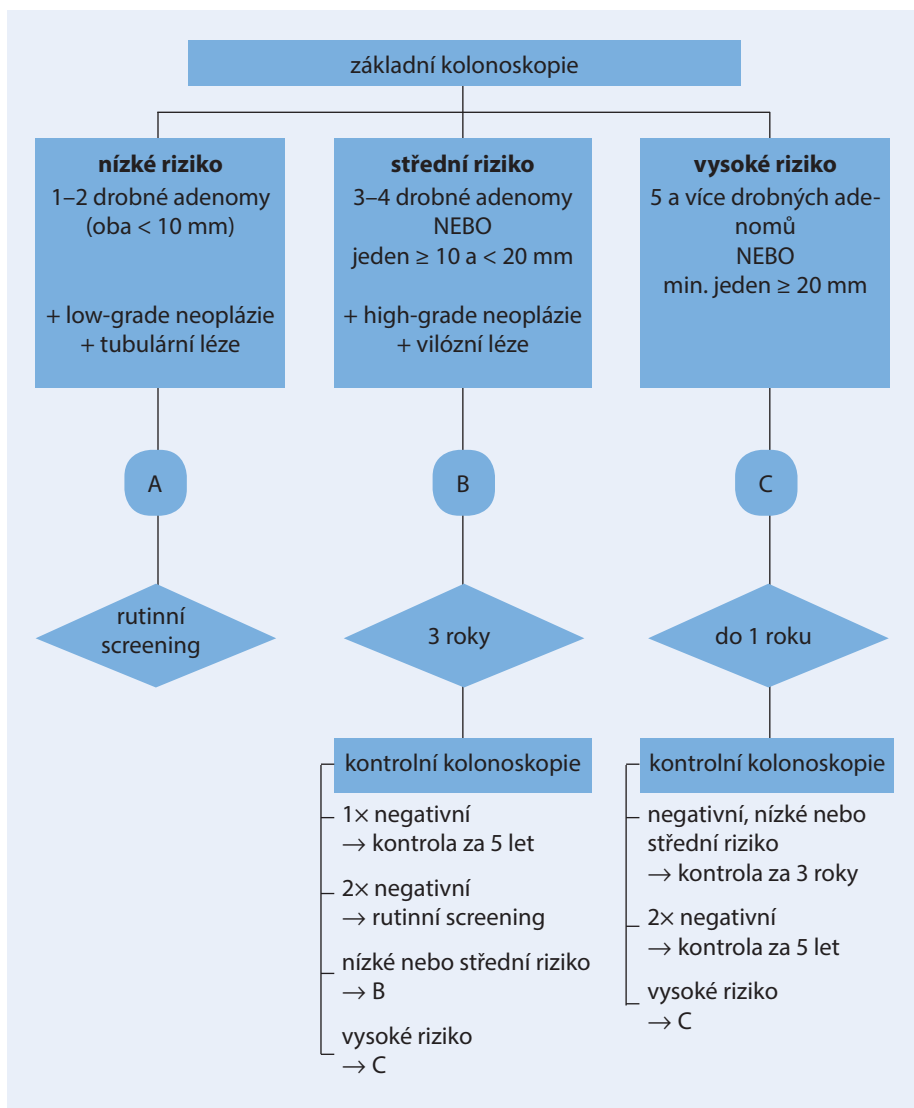 základní kolonoskopie
nízké riziko
1–2 drobné adenomy
(oba < 10 mm)
+ low-grade neoplázie
+ tubulární léze
střední riziko
3–4 drobné adenomy
NEBO
jeden ≥ 10 a < 20 mm
+ high-grade neoplázie
+ vilózní léze
vysoké riziko
5 a více drobných ade-
nomů
NEBO
min. jeden ≥ 20 mm
A
B
C
rutinní
screening
3 roky
do 1 roku
kontrolní kolonoskopie
1× negativní
→ kontrola za 5 let
2× negativní
→ rutinní screening
nízké nebo střední riziko
→ B
vysoké riziko
→ C
kontrolní kolonoskopie
negativní, nízké nebo
střední riziko
→ kontrola za 3 roky
2× negativní
→ kontrola za 5 let
vysoké riziko
→ C